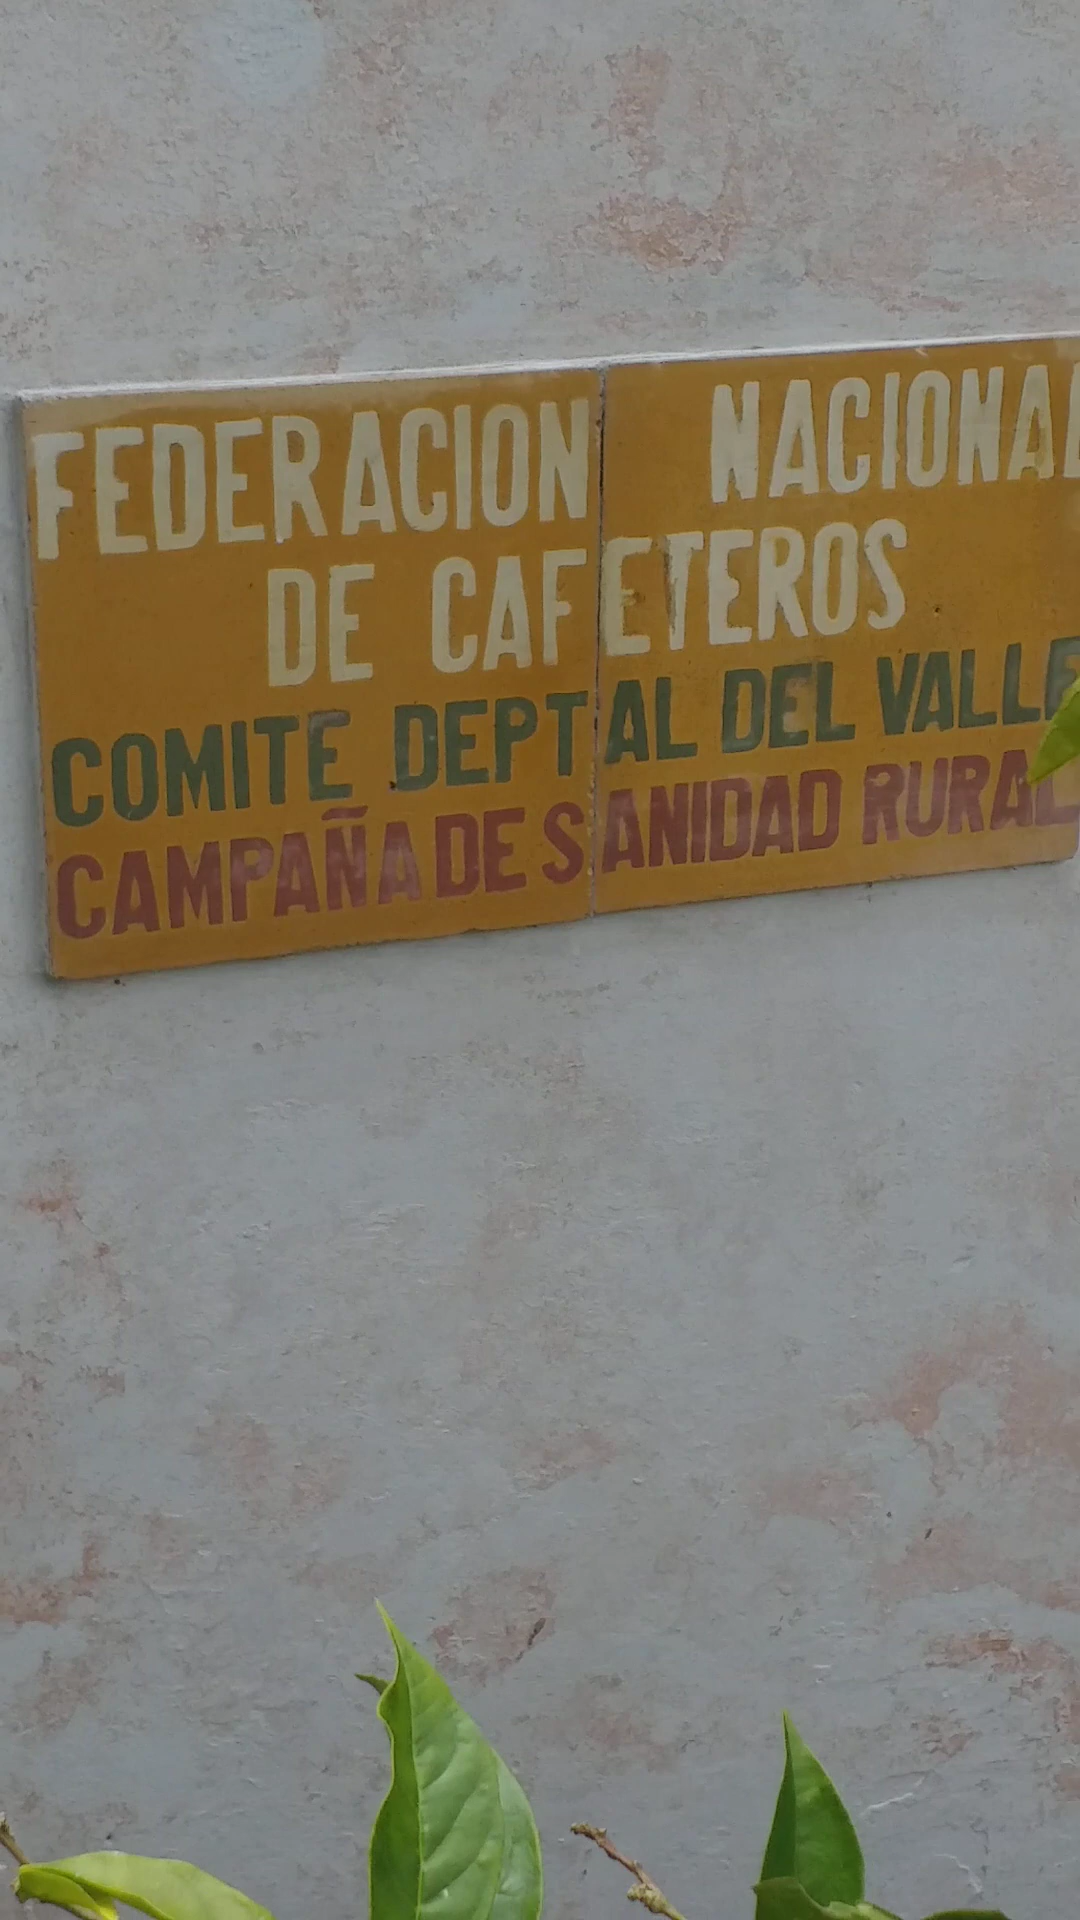 FEDERACION NACIONAL
DE CAFETEROS
COMITE DEPTAL DEL VALLE
CAMPAÑA DE SANIDAD RURAL